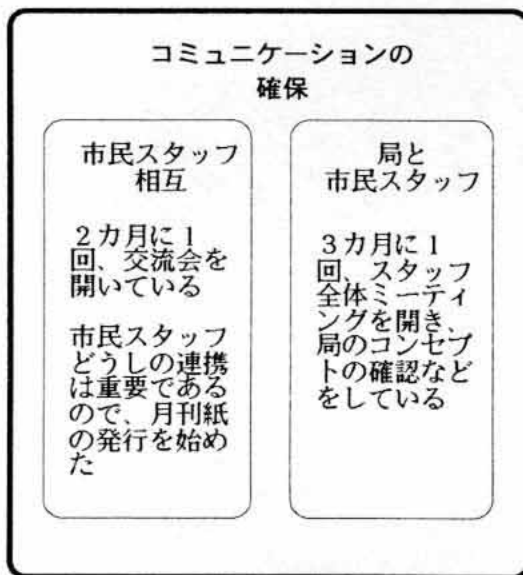 コミュニケーションの
確保
市民スタッフ
相互
2カ月に1
回、交流会を
開いている
市民スタッフ
どうしの連携
は重要である
ので、月刊紙
の発行を始め
た
局と
市民スタッフ
3カ月に1
回、スタッフ
全体ミーティ
ングを開き、
局のコンセプ
トの確認など
をしている